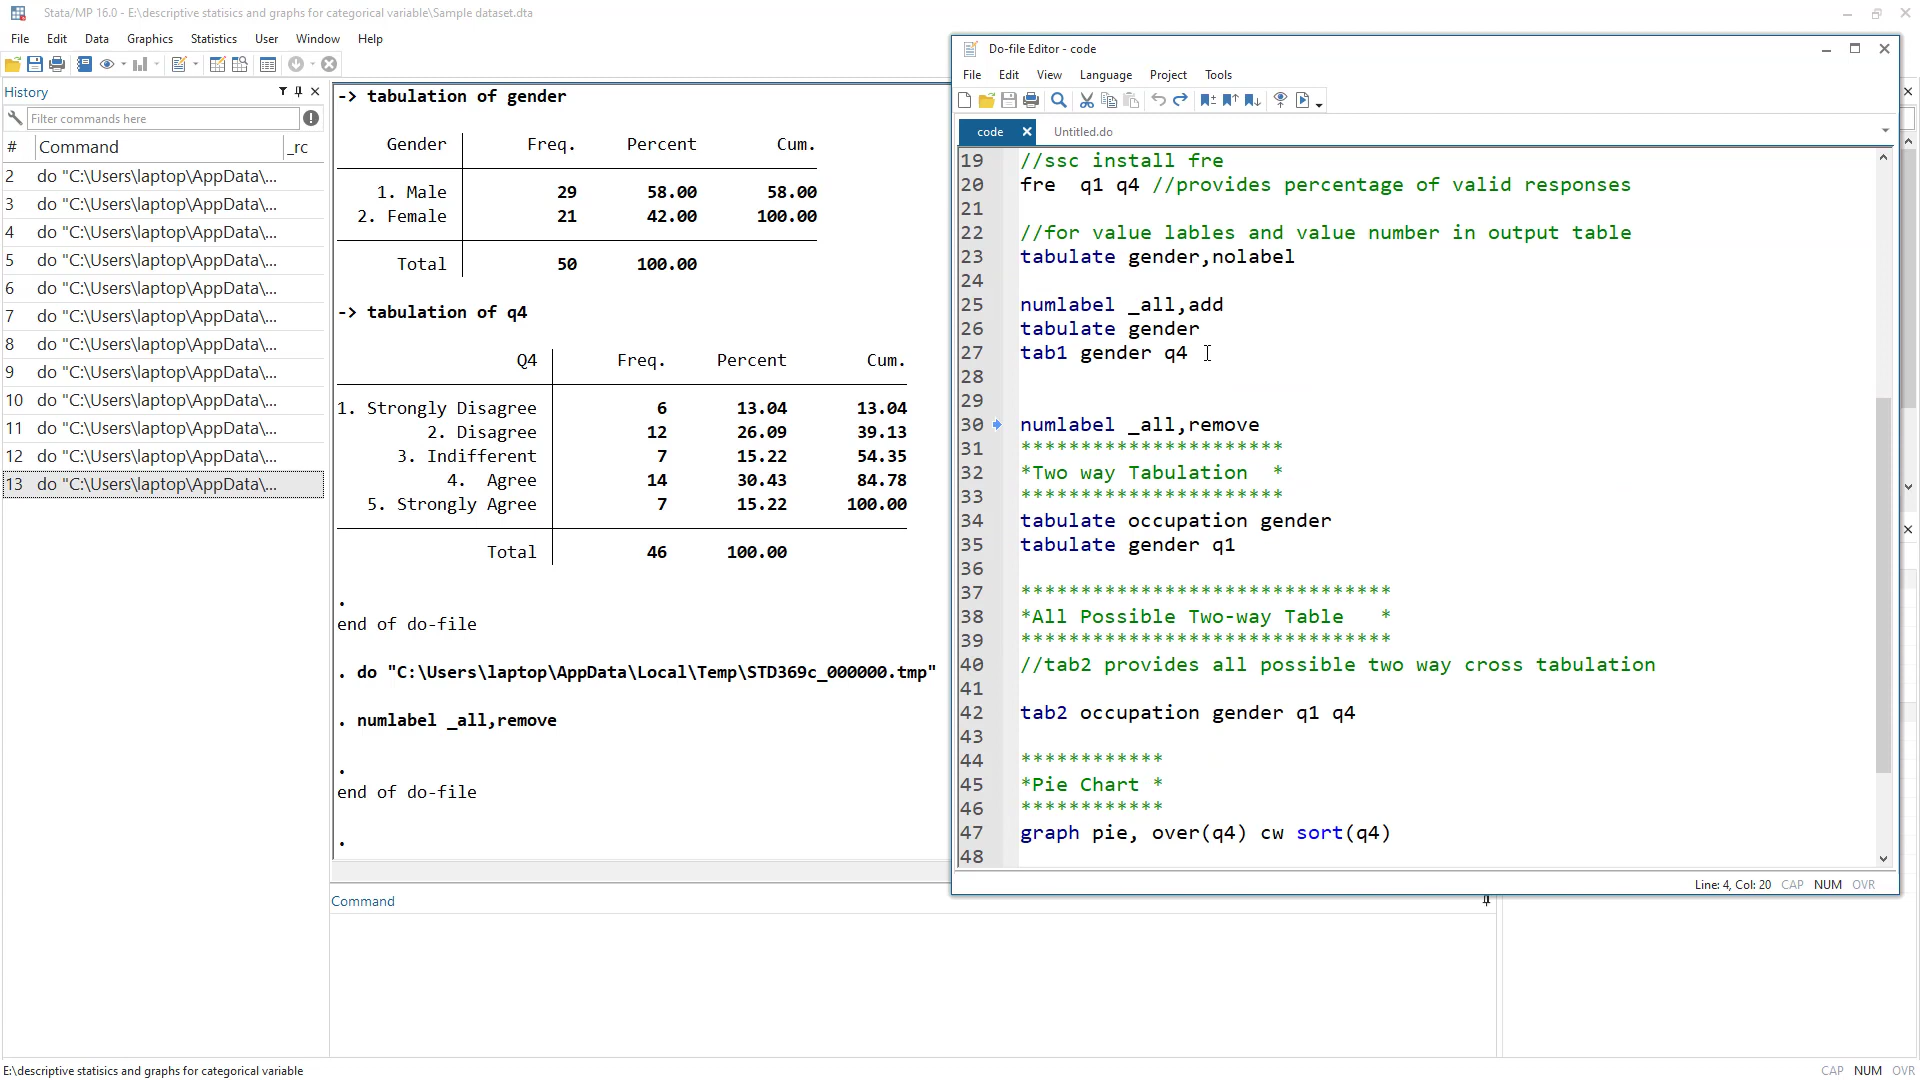 Stata/MP 16.0 - E:\descriptive statisics and graphs for categorical variable\Sample dataset.dta
File Edit Data Graphics Statistics User Window Help
History
Filter commands here
# Command _rc
2 do "C:\Users\laptop\AppData\...
3 do "C:\Users\laptop\AppData\...
4 do "C:\Users\laptop\AppData\...
5 do "C:\Users\laptop\AppData\...
6 do "C:\Users\laptop\AppData\...
7 do "C:\Users\laptop\AppData\...
8 do "C:\Users\laptop\AppData\...
9 do "C:\Users\laptop\AppData\...
10 do "C:\Users\laptop\AppData\...
11 do "C:\Users\laptop\AppData\...
12 do "C:\Users\laptop\AppData\...
13 do "C:\Users\laptop\AppData\...
-> tabulation of gender
Gender Freq. Percent Cum.
1. Male 29 58.00 58.00
2. Female 21 42.00 100.00
Total 50 100.00
-> tabulation of q4
Q4 Freq. Percent Cum.
1. Strongly Disagree 6 13.04 13.04
2. Disagree 12 26.09 39.13
3. Indifferent 7 15.22 54.35
4. Agree 14 30.43 84.78
5. Strongly Agree 7 15.22 100.00
Total 46 100.00
.
end of do-file
. do "C:\Users\laptop\AppData\Local\Temp\STD369c_000000.tmp"
. numlabel _all,remove
.
end of do-file
.
Command
Do-file Editor - code
File Edit View Language Project Tools
code Untitled.do
19 //ssc install fre
20 fre q1 q4 //provides percentage of valid responses
21
22 //for value lables and value number in output table
23 tabulate gender,nolabel
24
25 numlabel _all,add
26 tabulate gender
27 tab1 gender q4
28
29
30 numlabel _all,remove
31 **********************
32 *Two way Tabulation *
33 **********************
34 tabulate occupation gender
35 tabulate gender q1
36
37 *******************************
38 *All Possible Two-way Table *
39 *******************************
40 //tab2 provides all possible two way cross tabulation
41
42 tab2 occupation gender q1 q4
43
44 ************
45 *Pie Chart *
46 ************
47 graph pie, over(q4) cw sort(q4)
48
Line: 4, Col: 20 CAP NUM OVR
E:\descriptive statisics and graphs for categorical variable
CAP NUM OVR